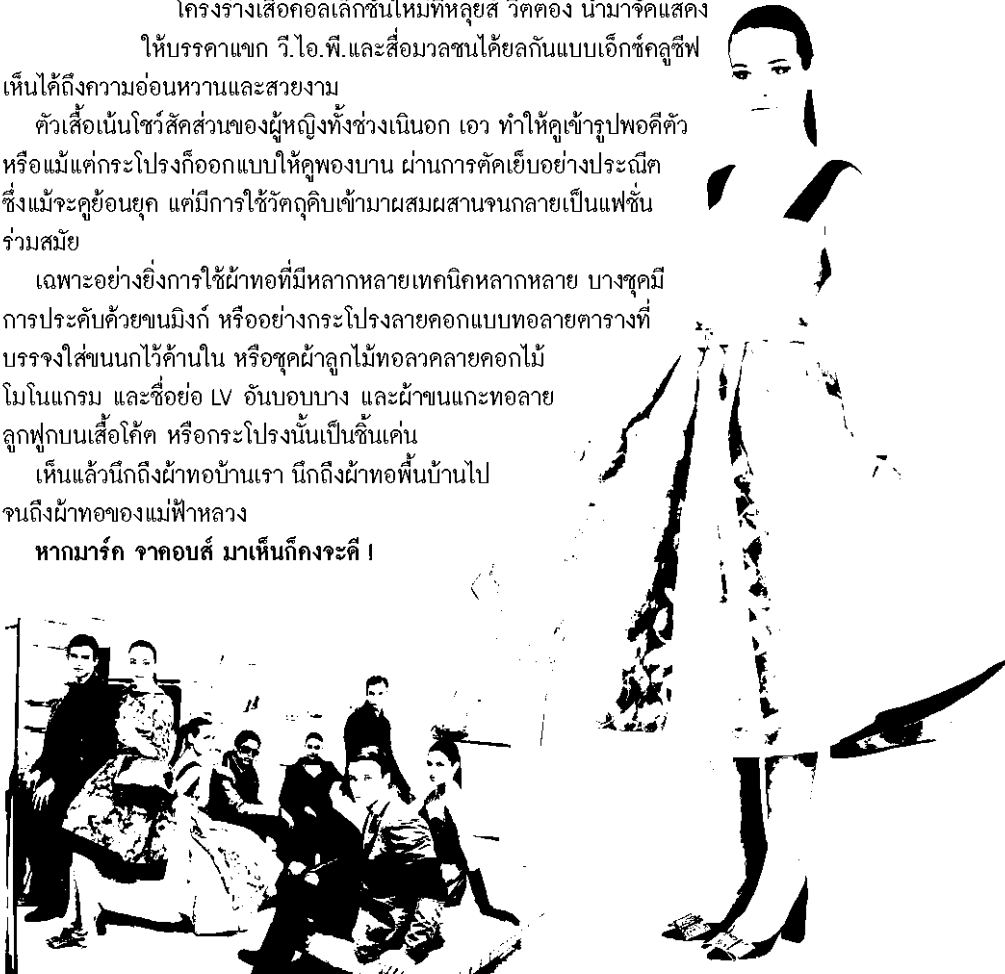 โครงร่างเสื้อคอลเล็กชั่นใหม่ที่หลุยส์ วิตตอง นำมาจัดแสดง
ให้บรรดาแขก วี.ไอ.พี.และสื่อมวลชนได้ยลกันแบบเอ็กซ์คลูซีฟ
เห็นได้ถึงความอ่อนหวานและสวยงาม
ตัวเสื้อเน้นโชว์สัดส่วนของผู้หญิงทั้งช่วงเนินอก เอว ทำให้ดูเข้ารูปพอดีตัว
หรือแม้แต่กระโปรงก็ออกแบบให้ดูพองบาน ผ่านการตัดเย็บอย่างประณีต
ซึ่งแม้จะดูย้อนยุค แต่มีการใช้วัตถุดิบเข้ามาผสมผสานจนกลายเป็นแฟชั่น
ร่วมสมัย
เฉพาะอย่างยิ่งการใช้ผ้าทอที่มีหลากหลายเทคนิคหลากหลาย บางชุดมี
การประดับด้วยขนมิงก์ หรืออย่างกระโปรงลายดอกแบบทอลายตารางที่
บรรจงใส่ขนนกไว้ด้านใน หรือชุดผ้าลูกไม้ทอลวดลายดอกไม้
โมโนแกรม และชื่อย่อ LV อันบอบบาง และผ้าขนแกะทอลาย
ลูกฟูกบนเสื้อโค้ต หรือกระโปรงนั้นเป็นชิ้นเด่น
เห็นแล้วนึกถึงผ้าทอบ้านเรา นึกถึงผ้าทอพื้นบ้านไป
จนถึงผ้าทอของแม่ฟ้าหลวง
หากมาร์ค จาคอบส์ มาเห็นก็คงจะดี !